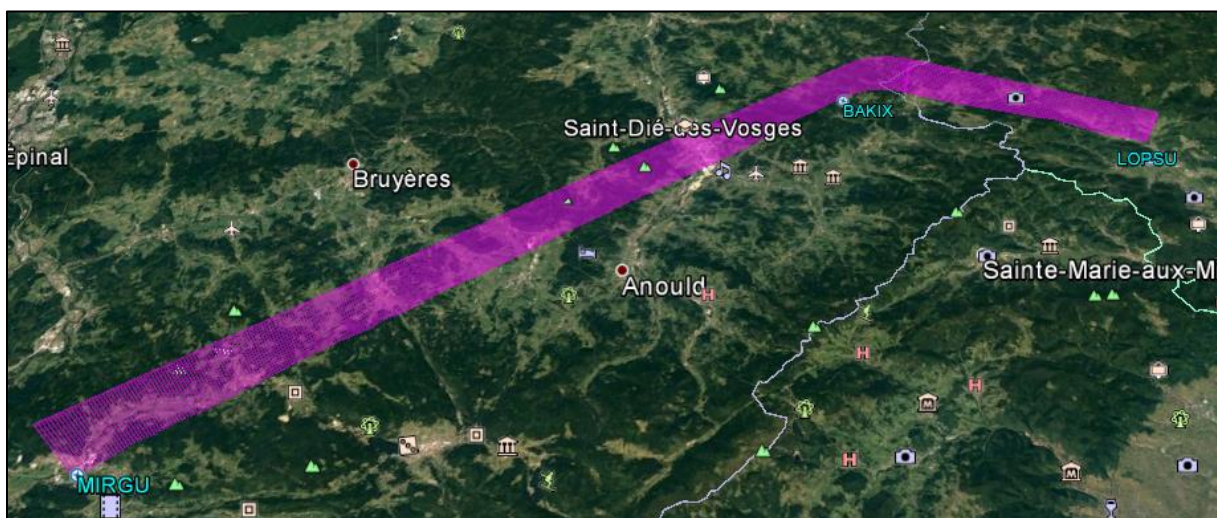 Saint-Dié-des-Vosges
BAKIX
LOPSU
Épinal
Bruyères
Anould
Sainte-Marie-aux-M
MIRGU